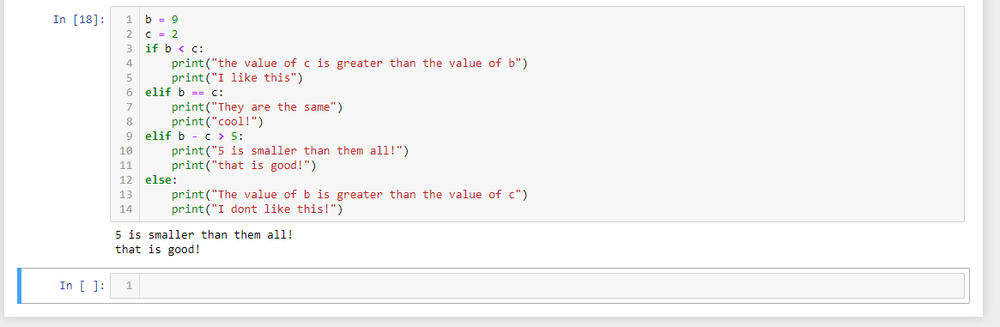 In [18]:
1 b = 9
2 c = 2
3 if b < c:
4     print("the value of c is greater than the value of b")
5     print("I like this")
6 elif b == c:
7     print("They are the same")
8     print("cool!")
9 elif b - c > 5:
10     print("5 is smaller than them all!")
11     print("that is good!")
12 else:
13     print("The value of b is greater than the value of c")
14     print("I dont like this!")
5 is smaller than them all!
that is good!
In [ ]: 1